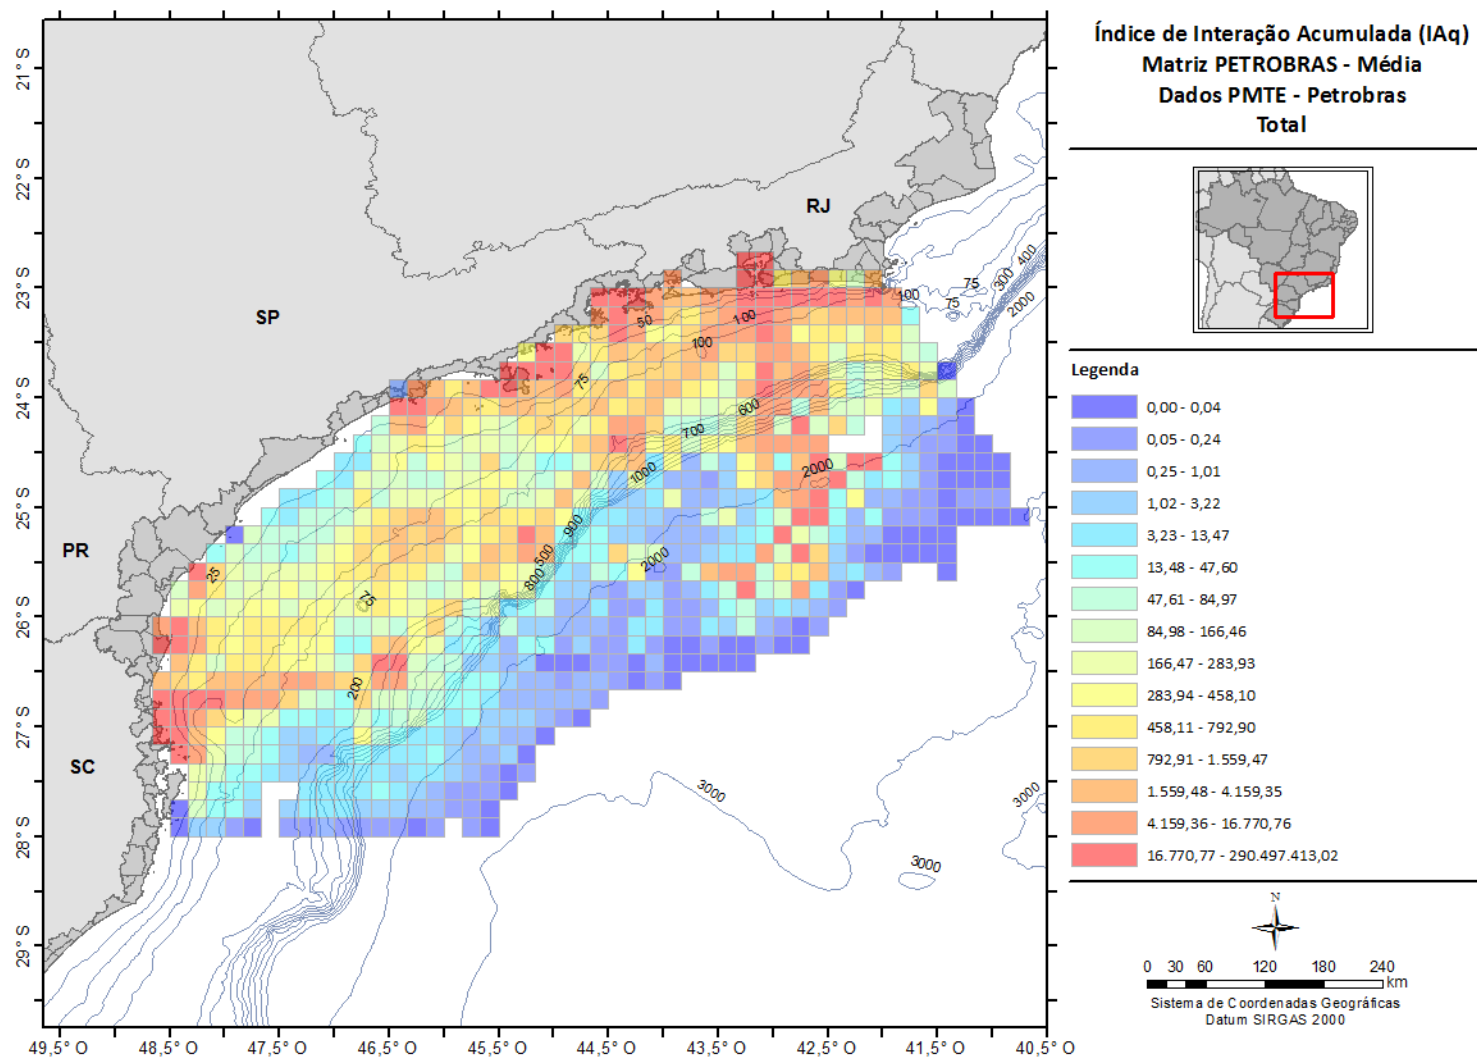 Índice de Interação Acumulada (IAq)
Matriz PETROBRAS - Média
Dados PMTE - Petrobras
Total
Legenda
0,00 - 0,04
0,05 - 0,24
0,25 - 1,01
1,02 - 3,22
3,23 - 13,47
13,48 - 47,60
47,61 - 84,97
84,98 - 166,46
166,47 - 283,93
283,94 - 458,10
458,11 - 792,90
792,91 - 1.559,47
1.559,48 - 4.159,35
4.159,36 - 16.770,76
16.770,77 - 290.497.413,02
N
0 30 60 120 180 240
km
Sistema de Coordenadas Geográficas
Datum SIRGAS 2000
21° S
22° S
23° S
24° S
25° S
26° S
27° S
28° S
29° S
49,5° O 48,5° O 47,5° O 46,5° O 45,5° O 44,5° O 43,5° O 42,5° O 41,5° O 40,5° O
RJ
SP
PR
SC
400
300
75
2000
100
75
50
100
100
75
600
700
1000
2000
900
500
800
2000
25
75
200
3000
3000
3000